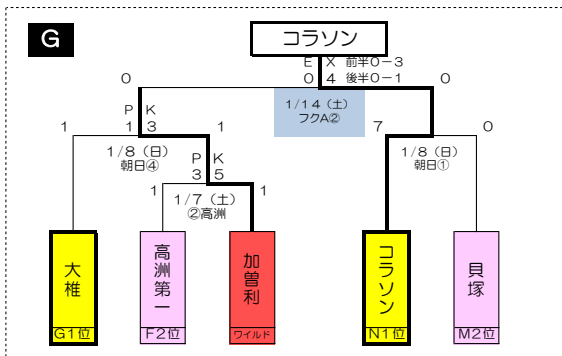 G
コラソン
E X 前半0−3
0 4 後半0−1
0 0
1/14（土）
フクA②
P K
1 1 3 1
7 0
1/8（日）
朝日④
1/8（日）
朝日①
P K
3 5
1 1
1/7（土）
②高洲
大椎
高洲第一
加曽利
コラソン
貝塚
G1位
F2位
ワイルド
N1位
M2位